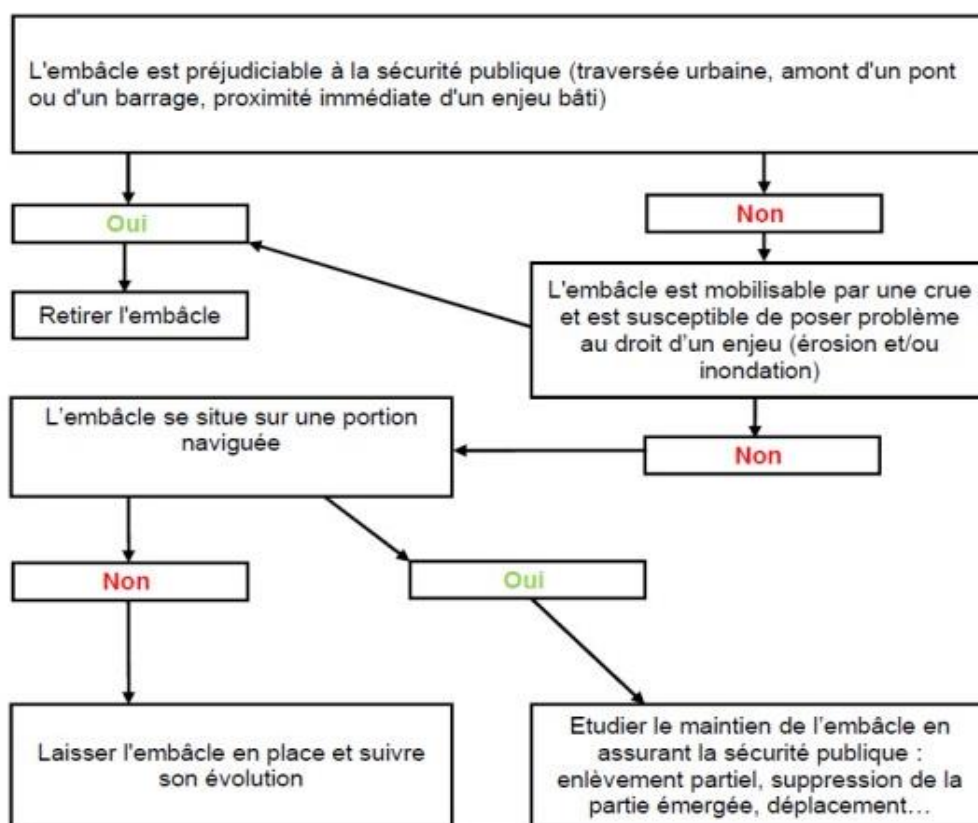 L'embâcle est préjudiciable à la sécurité publique (traversée urbaine, amont d'un pont
ou d'un barrage, proximité immédiate d'un enjeu bâti)
Oui
Non
Retirer l'embâcle
L'embâcle est mobilisable par une crue
et est susceptible de poser problème
au droit d'un enjeu (érosion et/ou
inondation)
L'embâcle se situe sur une portion
naviguée
Non
Non
Oui
Laisser l'embâcle en place et suivre
son évolution
Etudier le maintien de l'embâcle en
assurant la sécurité publique :
enlèvement partiel, suppression de la
partie émergée, déplacement…